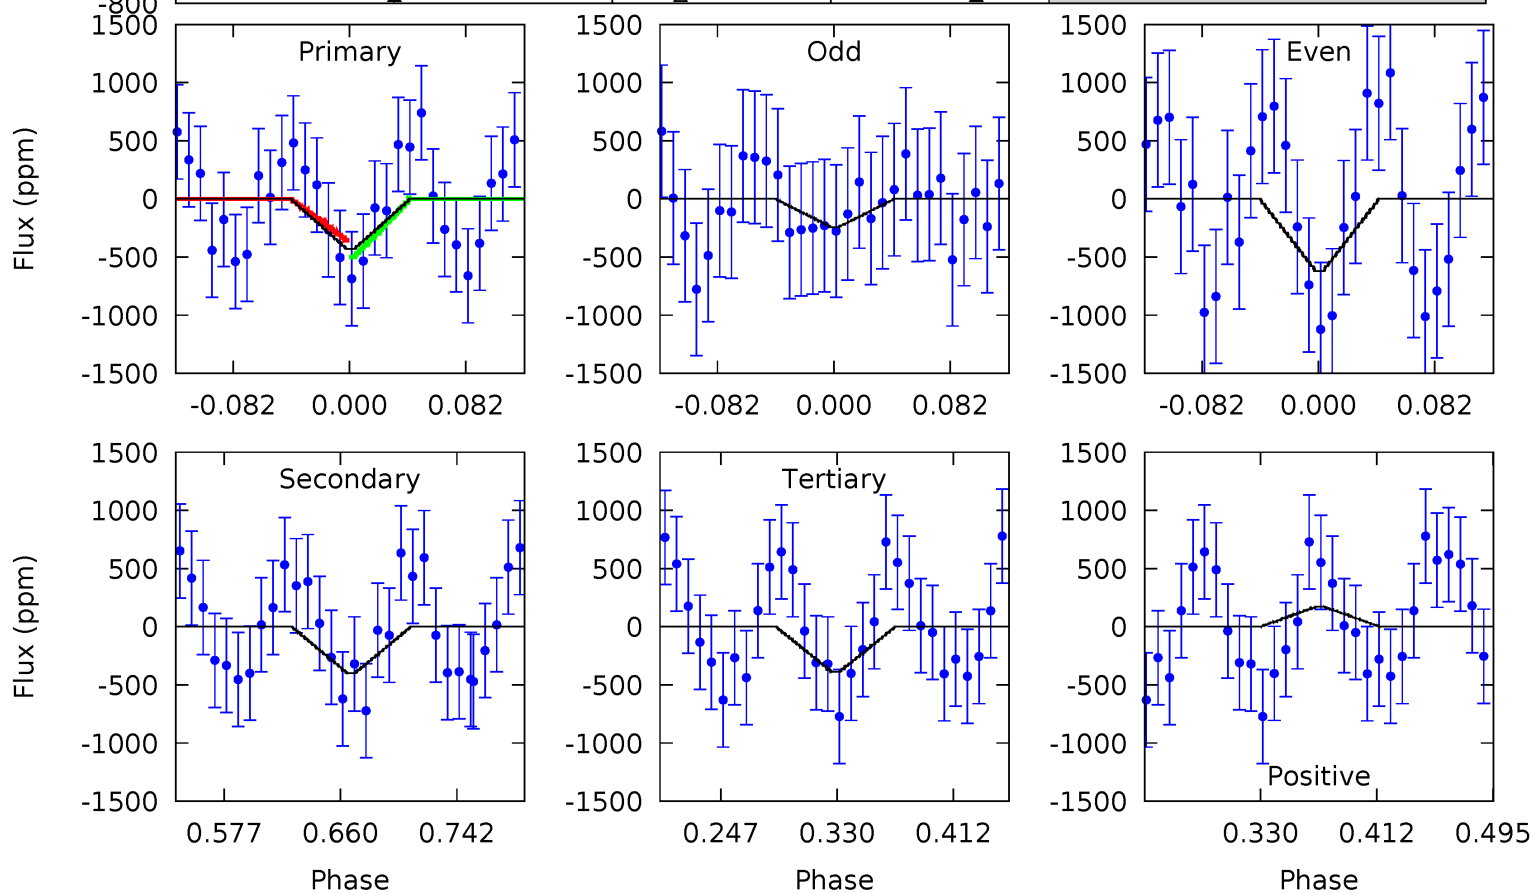 -800
1500 Primary 1500 Odd 1500 Even
1000 1000 1000
500 500 500
0 0 0
-500 -500 -500
-1000 -1000 -1000
-1500 -1500 -1500
Flux (ppm)
-0.082 0.000 0.082 -0.082 0.000 0.082 -0.082 0.000 0.082
1500 Secondary 1500 Tertiary 1500
1000 1000 1000
500 500 500
0 0 0
-500 -500 -500
-1000 -1000 -1000 Positive
-1500 -1500 -1500
Flux (ppm)
0.577 0.660 0.742 0.247 0.330 0.412 0.330 0.412 0.495
Phase Phase Phase